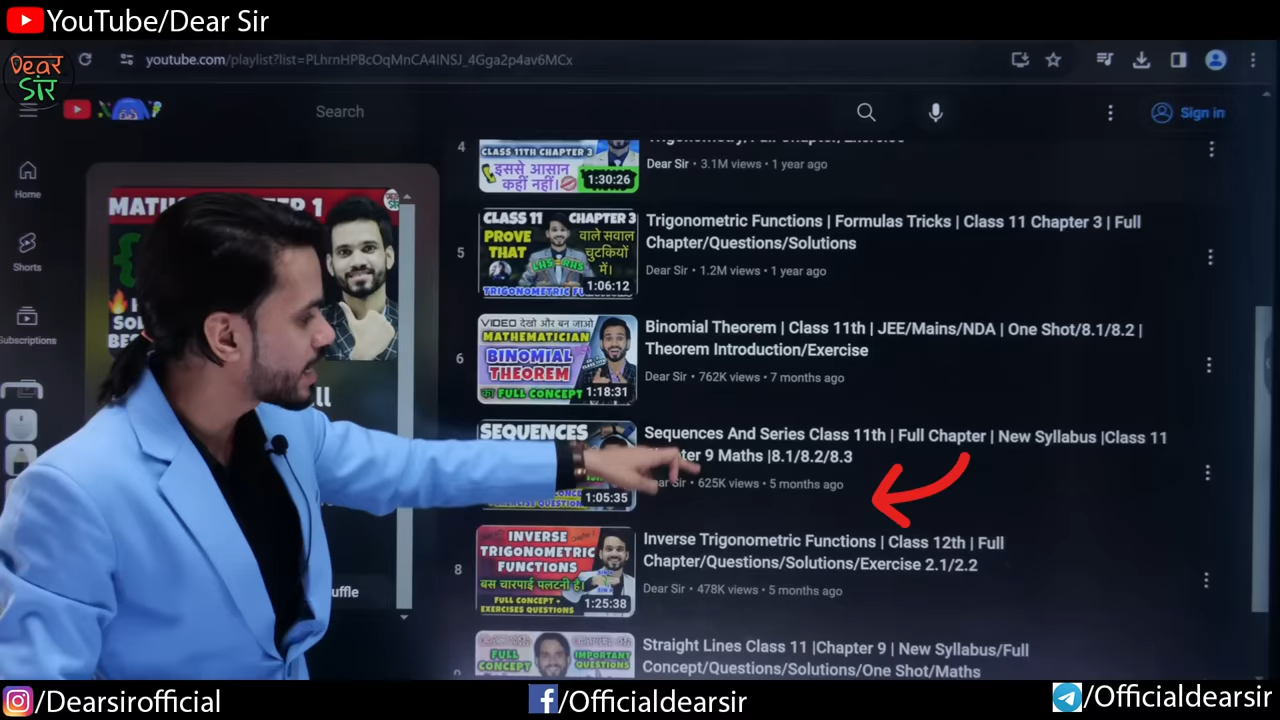 YouTube/Dear Sir
Dear
सर
youtube.com/playlist?list=PLhrnHPBcOqMnCA4INSJ_4Gga2p4av6MCx
Search
Sign in
Home
Shorts
Subscriptions
MATHS
1
4
CLASS 11TH CHAPTER 3
इससे आसान
कहीं नहीं।
1:30:26
Dear Sir • 3.1M views • 1 year ago
5
CLASS 11 CHAPTER 3
PROVE वाले सवाल
THAT चुटकियों
LHS=RHS में।
TRIGONOMETRIC
1:06:12
Trigonometric Functions | Formulas Tricks | Class 11 Chapter 3 | Full
Chapter/Questions/Solutions
Dear Sir • 1.2M views • 1 year ago
6
VIDEO देखो और बन जाओ
MATHEMATICIAN
BINOMIAL
THEOREM
का FULL CONCEPT
1:18:31
Binomial Theorem | Class 11th | JEE/Mains/NDA | One Shot/8.1/8.2 |
Theorem Introduction/Exercise
Dear Sir • 762K views • 7 months ago
SEQUENCES
1:05:35
Sequences And Series Class 11th | Full Chapter | New Syllabus |Class 11
9 Maths |8.1/8.2/8.3
Sir • 625K views • 5 months ago
8
INVERSE
TRIGONOMETRIC
FUNCTIONS
बस चारपाई पलटनी है।
FULL CONCEPT +
EXERCISES QUESTIONS
1:25:38
Inverse Trigonometric Functions | Class 12th | Full
Chapter/Questions/Solutions/Exercise 2.1/2.2
Dear Sir • 478K views • 5 months ago
FULL
CONCEPT
IMPORTANT
QUESTIONS
Straight Lines Class 11 |Chapter 9 | New Syllabus/Full
Concept/Questions/Solutions/One Shot/Maths
/Dearsirofficial
/Officialdearsir
/Officialdearsir